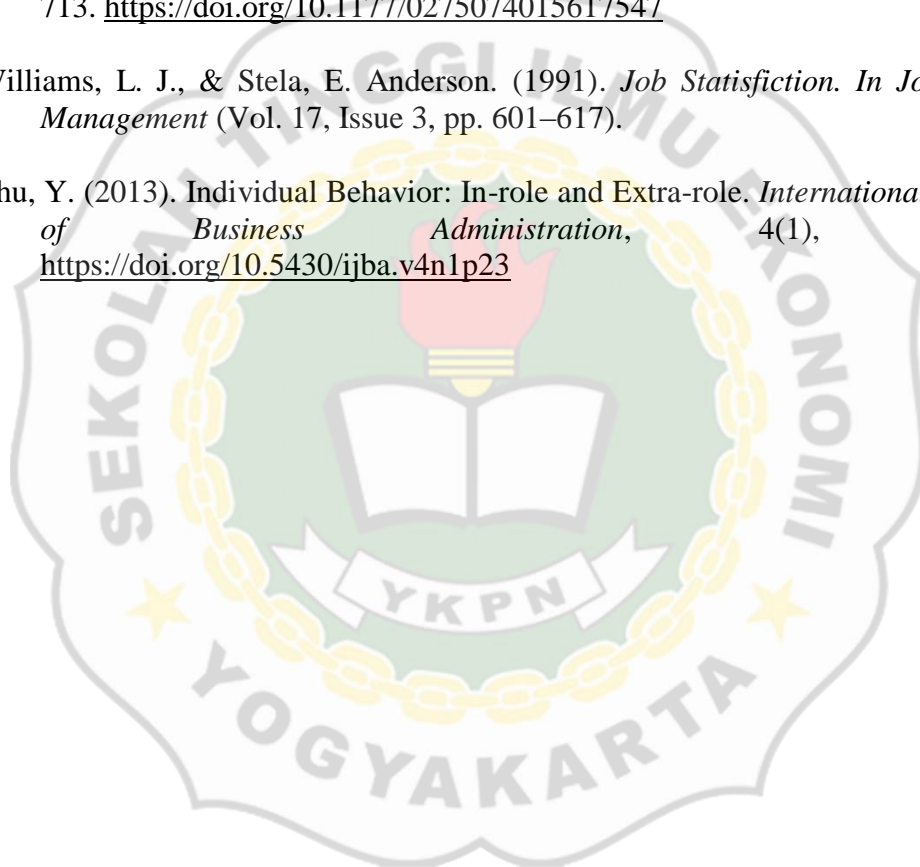 713. https://doi.org/10.1177/0275074015617547
Williams, L. J., & Stela, E. Anderson. (1991). Job Statisfiction. In Jo
Management (Vol. 17, Issue 3, pp. 601–617).
hu, Y. (2013). Individual Behavior: In-role and Extra-role. International
of Business Administration, 4(1),
https://doi.org/10.5430/ijba.v4n1p23
SEKOLAH TINGGI ILMU EKONOMI
YKPN
YOGYAKARTA